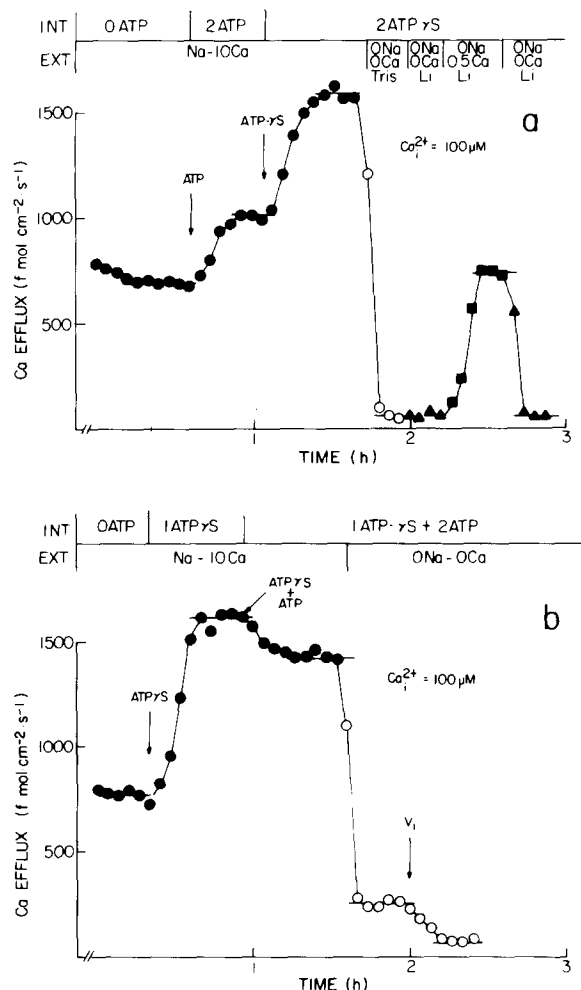 INT 0 ATP 2 ATP 2 ATP γS
EXT Na-10Ca 0Na 0Ca Tris 0Na 0Ca Li 0Na 0 5Ca Li 0Na 0Ca Li
a
1500
ATP-γS
Ca²⁺ᵢ = 100 μM
ATP
1000
500
Ca EFFLUX (f mol cm⁻²·s⁻¹)
1 2 3
TIME (h)
INT 0ATP 1ATPγS 1ATP-γS + 2ATP
EXT Na-10Ca 0Na-0Ca
b
ATPγS
+
ATP
1500
Ca²⁺ᵢ = 100 μM
ATPγS
1000
Vᵢ
500
Ca EFFLUX (f mol cm⁻²·s⁻¹)
1 2 3
TIME (h)